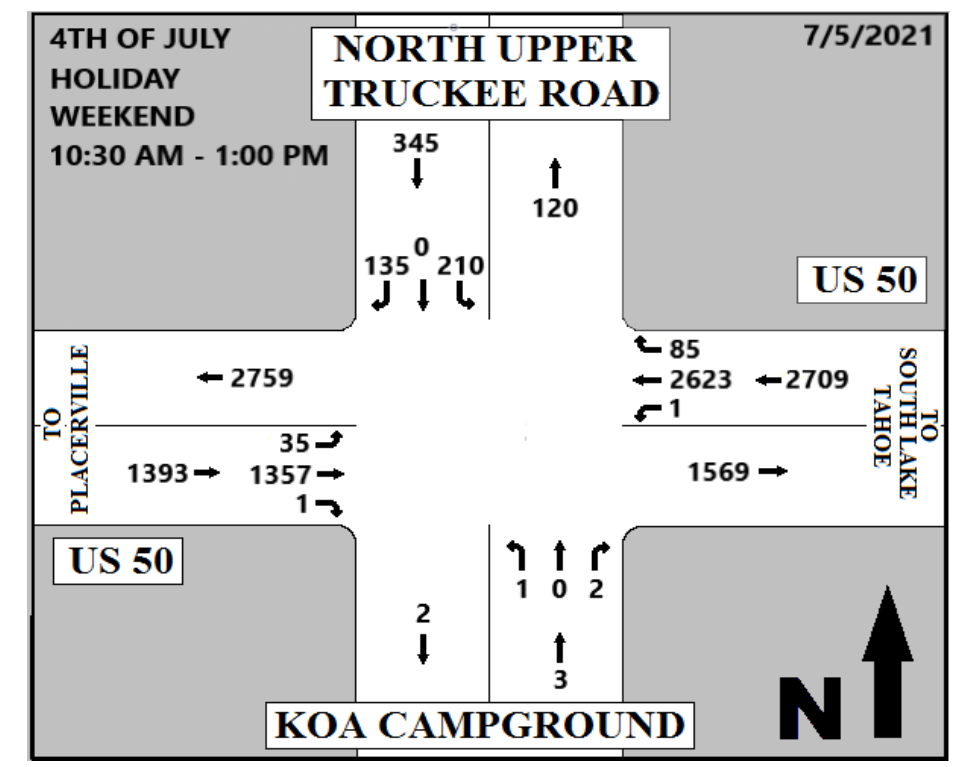 4TH OF JULY
HOLIDAY
WEEKEND
10:30 AM - 1:00 PM
NORTH UPPER
TRUCKEE ROAD
7/5/2021
345
120
0
135 210
US 50
85
2759
2623 2709
1
TO
PLACERVILLE
TO
SOUTH LAKE
TAHOE
35
1393 1357 1569
1
US 50
1 0 2
2
3
KOA CAMPGROUND
N